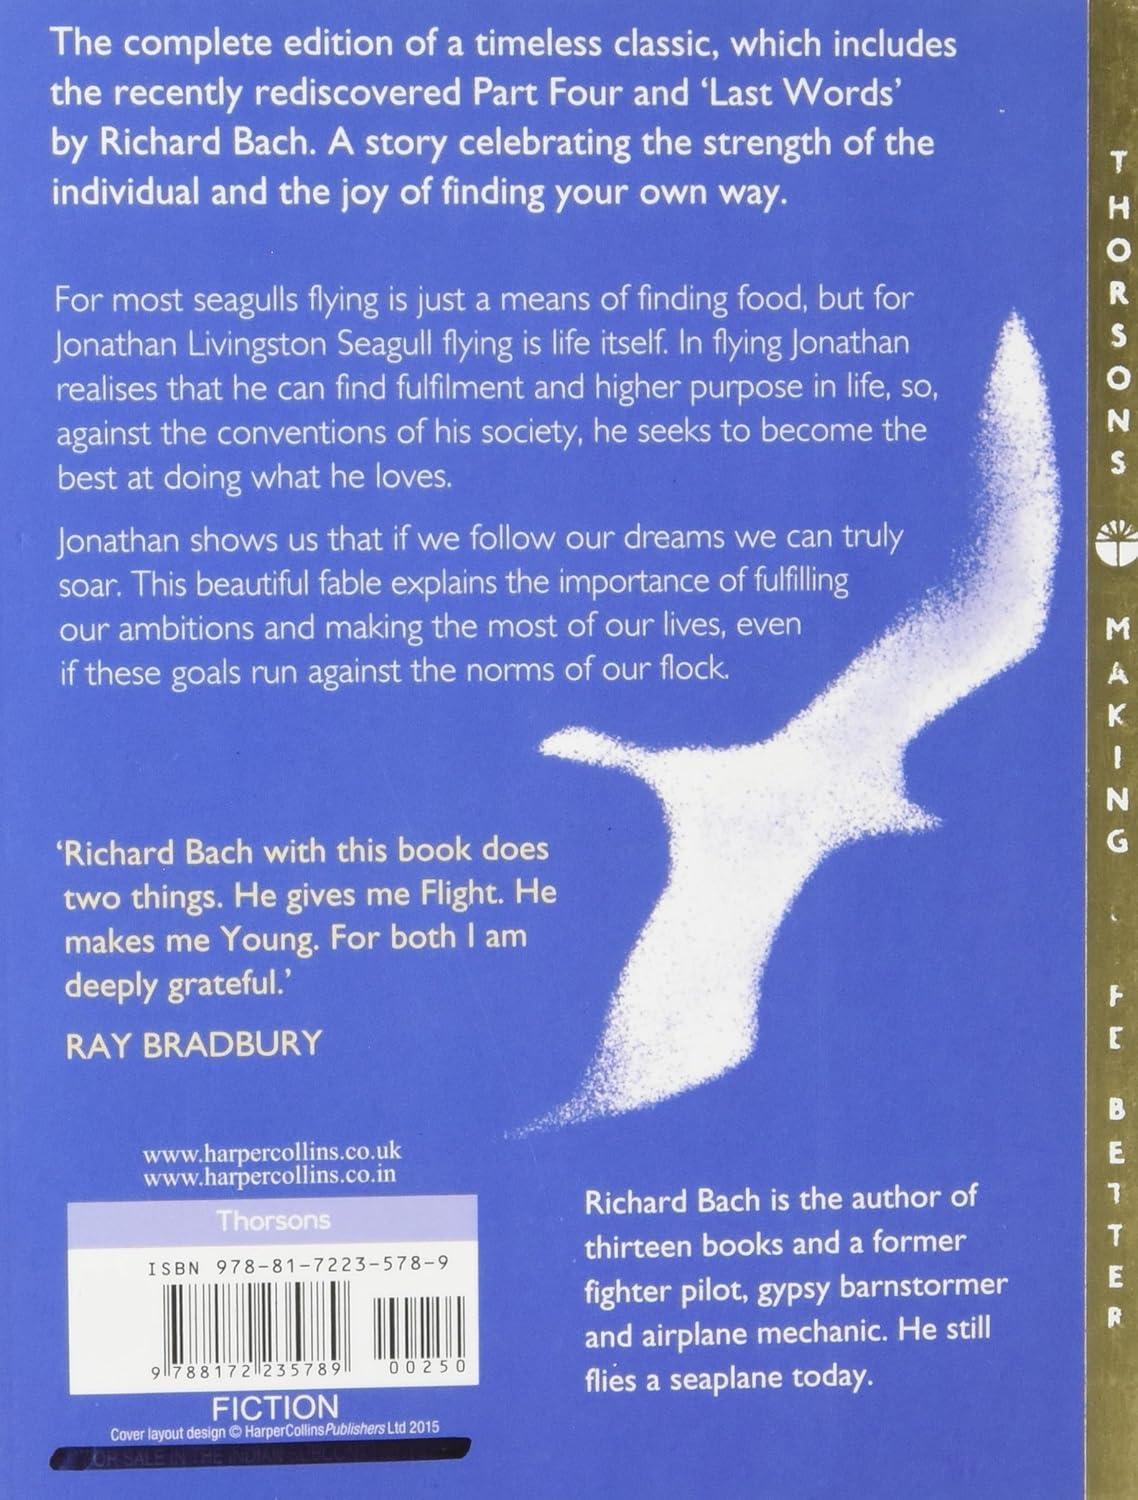 The complete edition of a timeless classic, which includes
the recently rediscovered Part Four and ‘Last Words’
by Richard Bach. A story celebrating the strength of the
individual and the joy of finding your own way.
For most seagulls flying is just a means of finding food, but for
Jonathan Livingston Seagull flying is life itself. In flying Jonathan
realises that he can find fulfilment and higher purpose in life, so,
against the conventions of his society, he seeks to become the
best at doing what he loves.
Jonathan shows us that if we follow our dreams we can truly
soar. This beautiful fable explains the importance of fulfilling
our ambitions and making the most of our lives, even
if these goals run against the norms of our flock.
‘Richard Bach with this book does
two things. He gives me Flight. He
makes me Young. For both I am
deeply grateful.’
RAY BRADBURY
www.harpercollins.co.uk
www.harpercollins.co.in
Thorsons
ISBN 978-81-7223-578-9
9 788172 235789
00250
FICTION
Cover layout design © HarperCollinsPublishers Ltd 2015
SALE IN THE INDIAN
Richard Bach is the author of
thirteen books and a former
fighter pilot, gypsy barnstormer
and airplane mechanic. He still
flies a seaplane today.
THORSONS
MAKING
BETTER